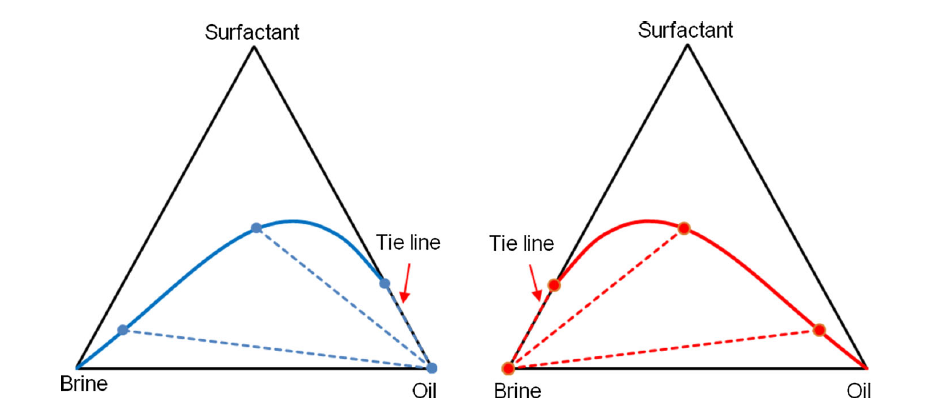 Surfactant
Tie line
Brine
Oil
Surfactant
Tie line
Brine
Oil